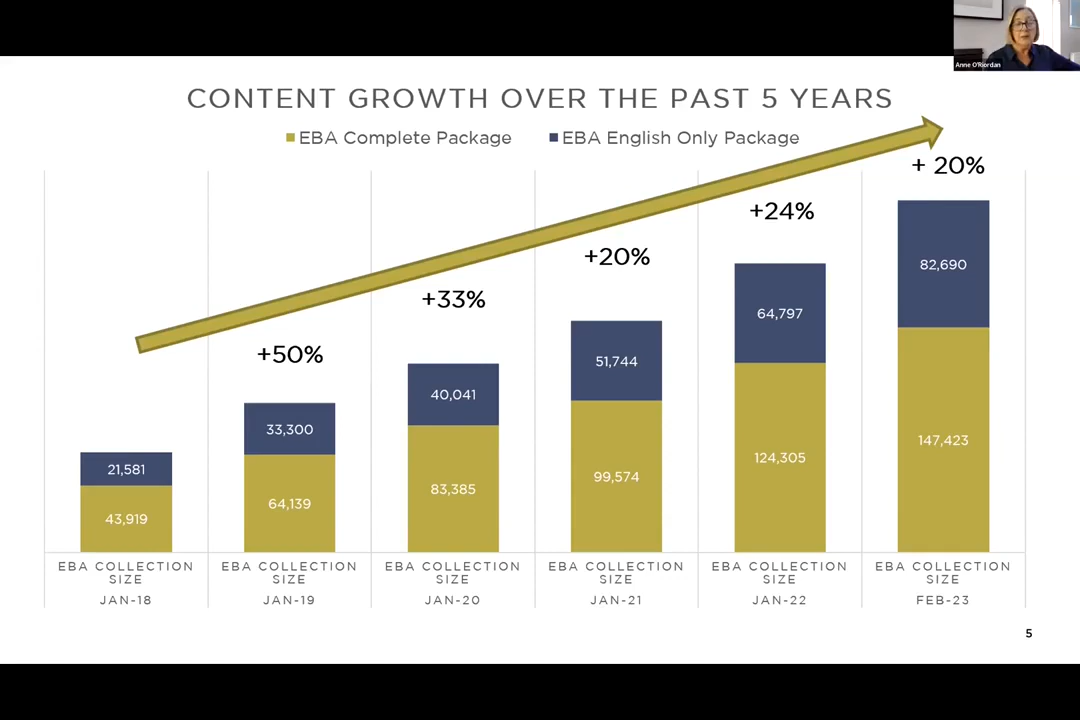 Anne O'Riordan
CONTENT GROWTH OVER THE PAST 5 YEARS
EBA Complete Package
EBA English Only Package
+ 20%
+24%
+20%
+33%
+50%
21,581
33,300
40,041
51,744
64,797
82,690
43,919
64,139
83,385
99,574
124,305
147,423
EBA COLLECTION
SIZE
JAN-18
EBA COLLECTION
SIZE
JAN-19
EBA COLLECTION
SIZE
JAN-20
EBA COLLECTION
SIZE
JAN-21
EBA COLLECTION
SIZE
JAN-22
EBA COLLECTION
SIZE
FEB-23
5